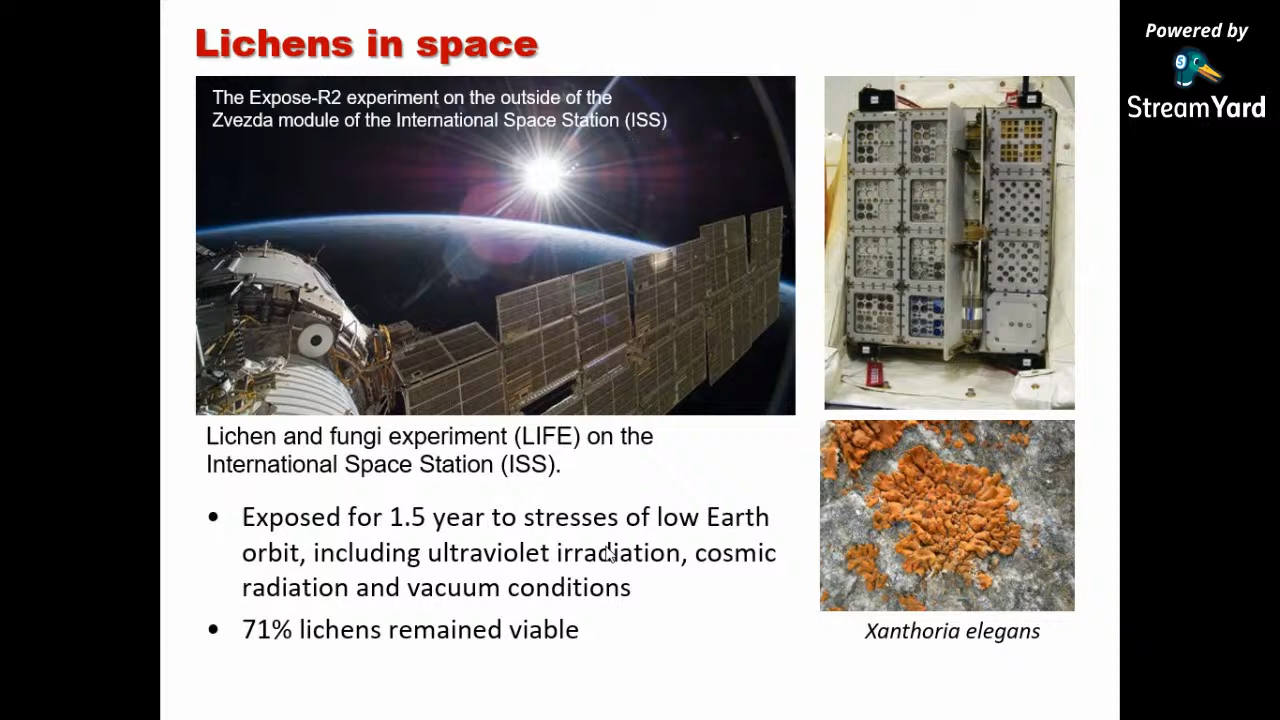 Lichens in space
The Expose-R2 experiment on the outside of the
Zvezda module of the International Space Station (ISS)
Lichen and fungi experiment (LIFE) on the
International Space Station (ISS).
• Exposed for 1.5 year to stresses of low Earth
orbit, including ultraviolet irradiation, cosmic
radiation and vacuum conditions
• 71% lichens remained viable
Xanthoria elegans
Powered by
StreamYard